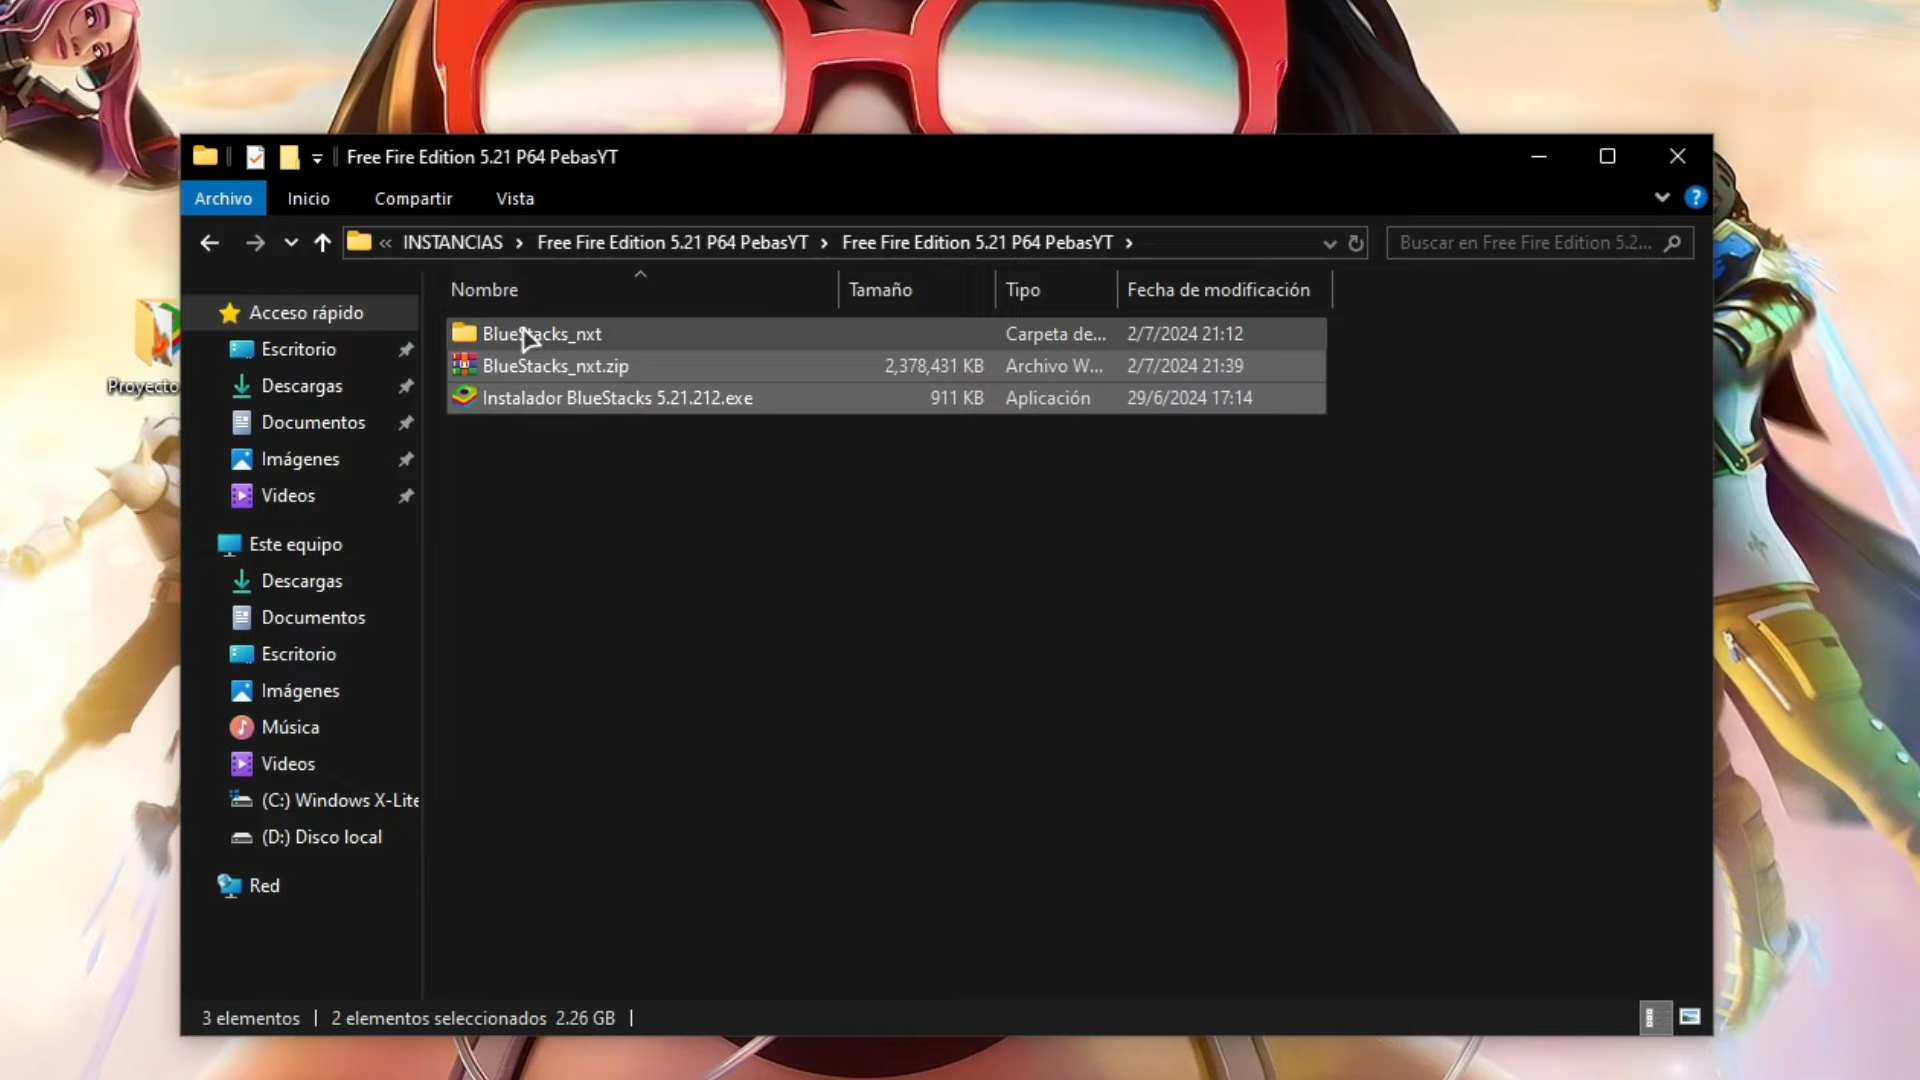 Free Fire Edition 5.21 P64 PebasYT
Archivo Inicio Compartir Vista
« INSTANCIAS › Free Fire Edition 5.21 P64 PebasYT › Free Fire Edition 5.21 P64 PebasYT ›
Buscar en Free Fire Edition 5.2...
Nombre Tamaño Tipo Fecha de modificación
BlueStacks_nxt Carpeta de... 2/7/2024 21:12
BlueStacks_nxt.zip 2,378,431 KB Archivo W... 2/7/2024 21:39
Instalador BlueStacks 5.21.212.exe 911 KB Aplicación 29/6/2024 17:14
Acceso rápido
Escritorio
Descargas
Documentos
Imágenes
Videos
Este equipo
Descargas
Documentos
Escritorio
Imágenes
Música
Videos
(C:) Windows X-Lite
(D:) Disco local
Red
Proyecto
3 elementos | 2 elementos seleccionados 2.26 GB |